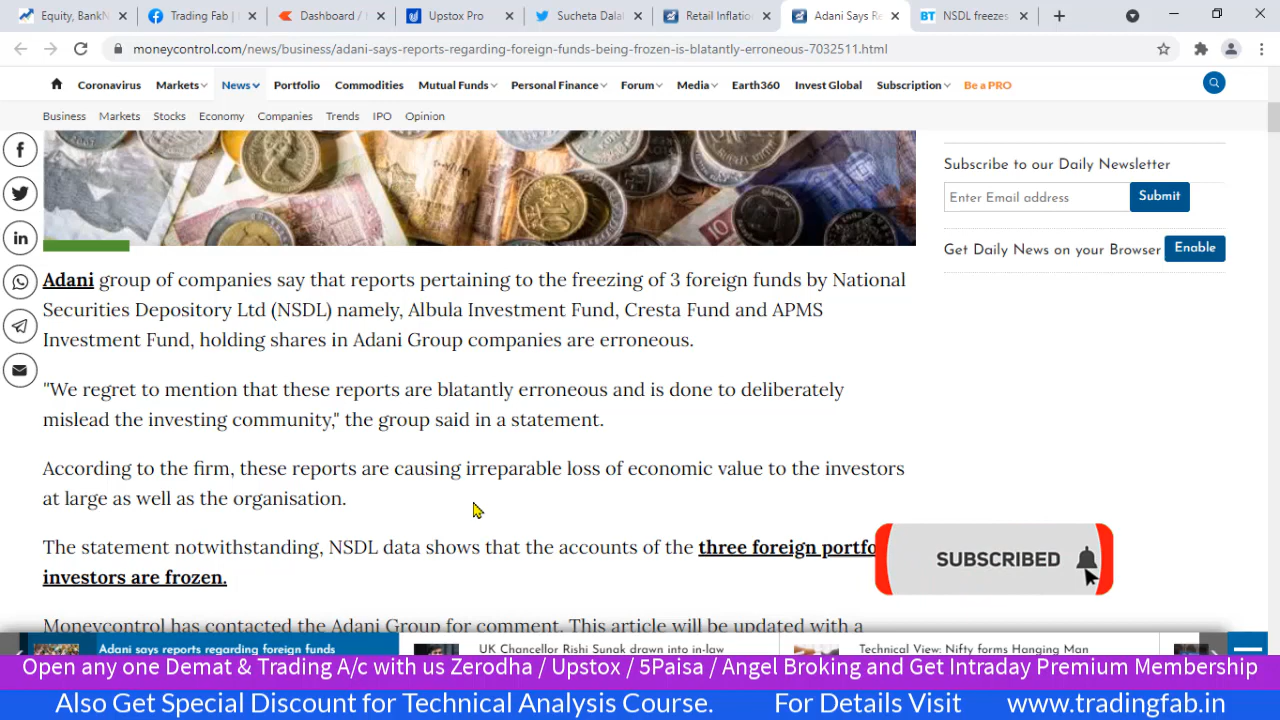 Equity, BankN
Trading Fab |
Dashboard /
Upstox Pro
Sucheta Dalal
Retail Inflatio
Adani Says Re
BT
NSDL freezes
moneycontrol.com/news/business/adani-says-reports-regarding-foreign-funds-being-frozen-is-blatantly-erroneous-7032511.html
Coronavirus Markets News Portfolio Commodities Mutual Funds Personal Finance Forum Media Earth360 Invest Global Subscription Be a PRO
Business Markets Stocks Economy Companies Trends IPO Opinion
Subscribe to our Daily Newsletter
Enter Email address Submit
Get Daily News on your Browser Enable
Adani group of companies say that reports pertaining to the freezing of 3 foreign funds by National
Securities Depository Ltd (NSDL) namely, Albula Investment Fund, Cresta Fund and APMS
Investment Fund, holding shares in Adani Group companies are erroneous.
"We regret to mention that these reports are blatantly erroneous and is done to deliberately
mislead the investing community," the group said in a statement.
According to the firm, these reports are causing irreparable loss of economic value to the investors
at large as well as the organisation.
The statement notwithstanding, NSDL data shows that the accounts of the three foreign portfo
investors are frozen.
SUBSCRIBED
Moneycontrol has contacted the Adani Group for comment. This article will be updated with a
Adani says reports regarding foreign funds
UK Chancellor Rishi Sunak drawn into in-law
Technical View: Nifty forms Hanging Man
Open any one Demat & Trading A/c with us Zerodha / Upstox / 5Paisa / Angel Broking and Get Intraday Premium Membership
Also Get Special Discount for Technical Analysis Course. For Details Visit www.tradingfab.in